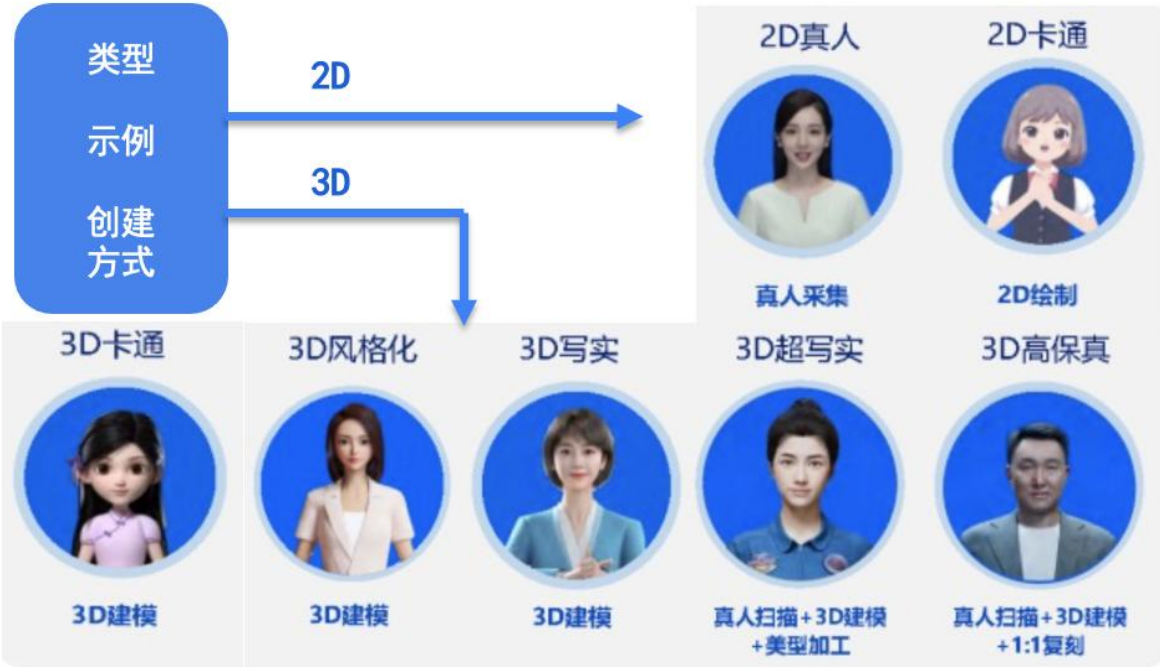 类型
示例
创建
方式
2D
3D
2D真人
2D卡通
真人采集
2D绘制
3D卡通
3D风格化
3D写实
3D超写实
3D高保真
3D建模
3D建模
3D建模
真人扫描+3D建模
+美型加工
真人扫描+3D建模
+1:1复刻